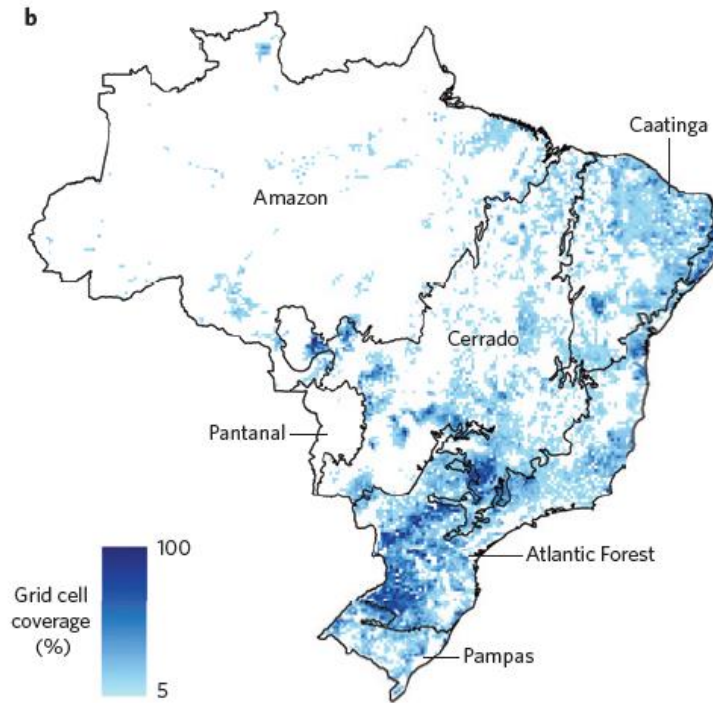 b
Caatinga
Amazon
Cerrado
Pantanal
100
Atlantic Forest
Grid cell
coverage
(%)
Pampas
5